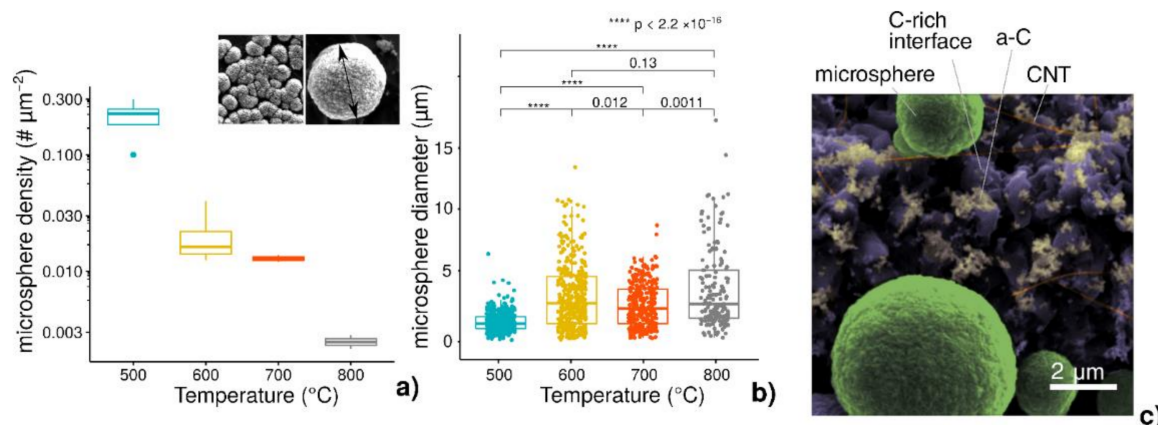 microsphere density (# μm⁻²)
0.300
0.100
0.030
0.010
0.003
500
600
700
800
Temperature (°C)
a)
**** p < 2.2 ×10⁻¹⁶
****
0.13
****
****
0.012
0.0011
microsphere diameter (μm)
15
10
5
0
500
600
700
800
Temperature (°C)
b)
C-rich
interface
a-C
microsphere
CNT
2 μm
c)